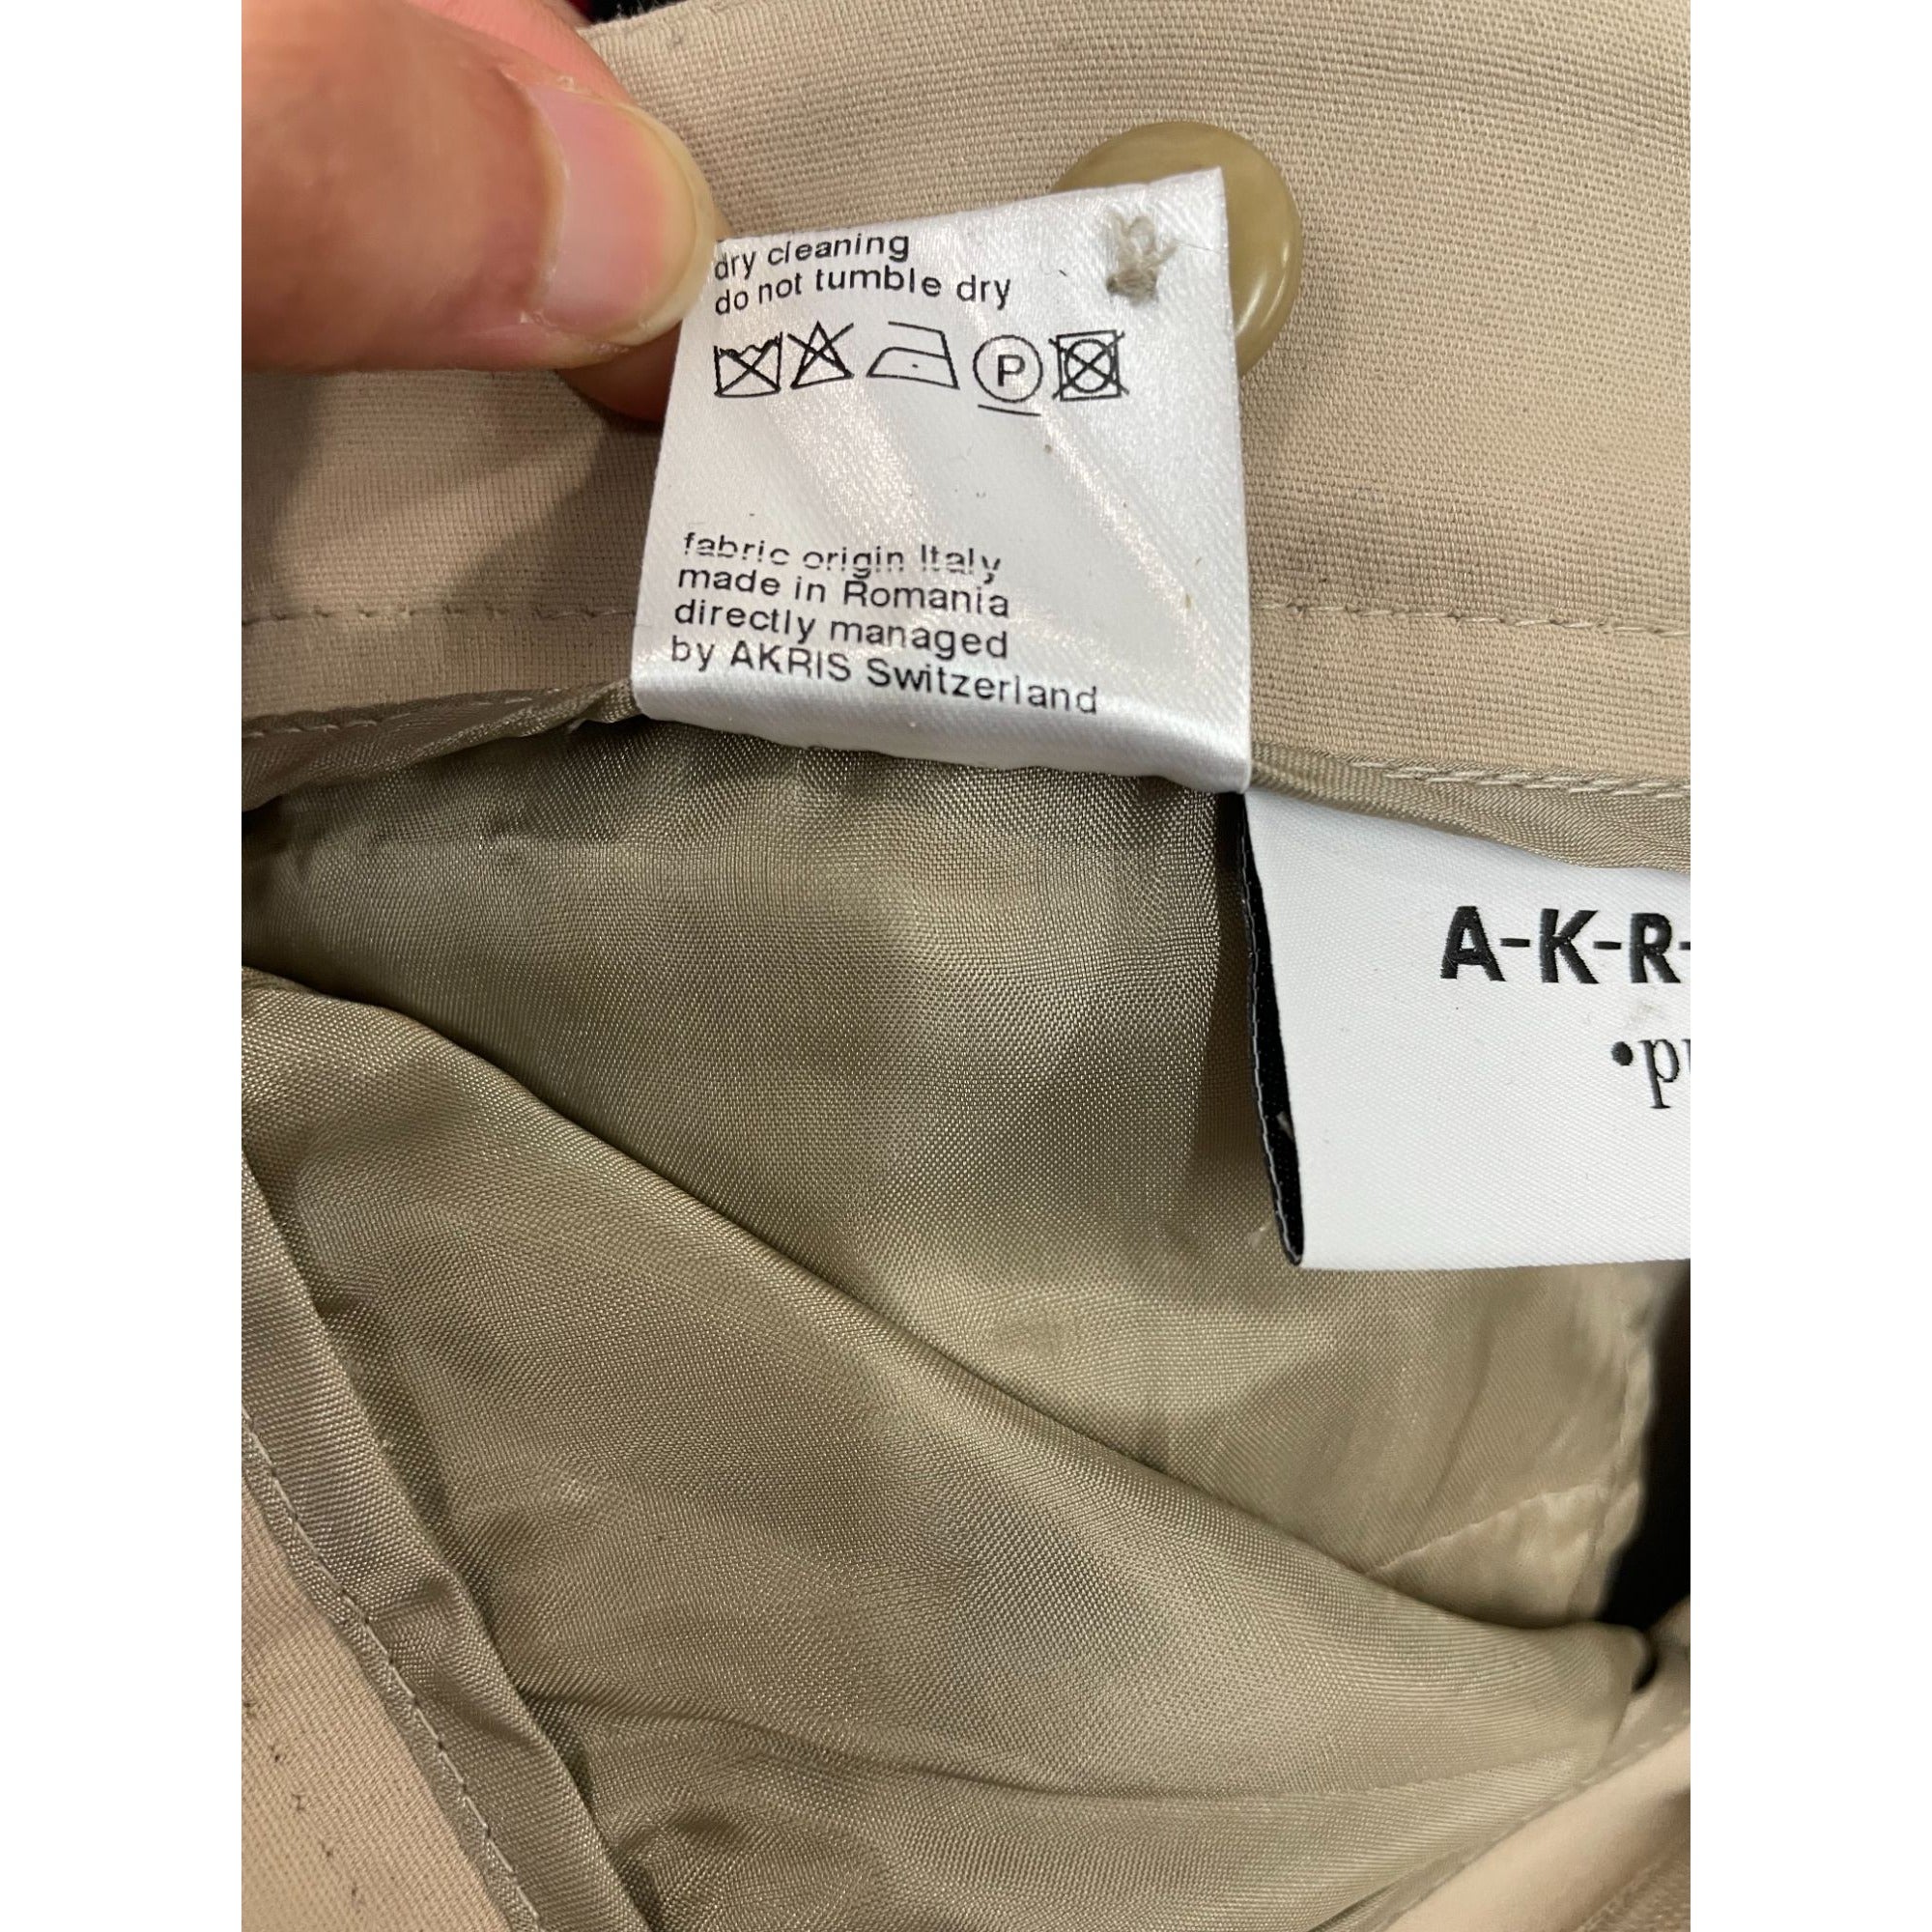 dry cleaning
do not tumble dry
P
fabric origin Italy
made in Romania
directly managed
by AKRIS Switzerland
A-K-R-
•p